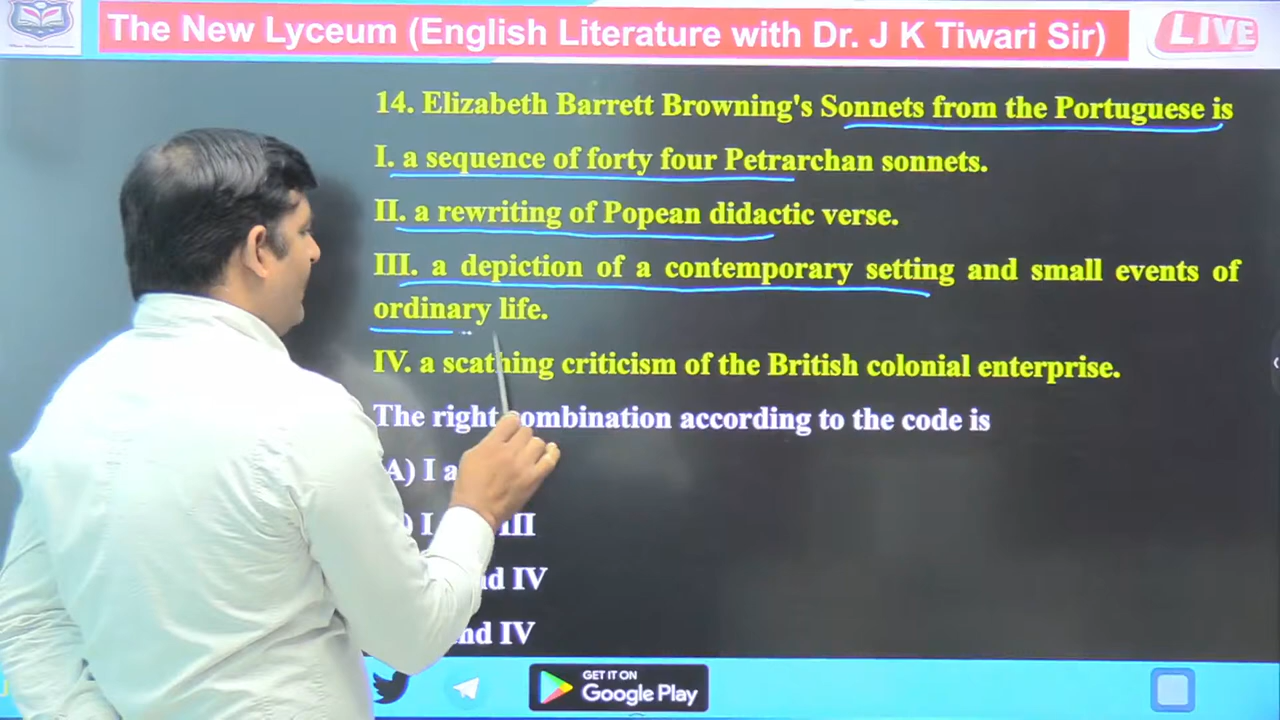 The New Lyceum (English Literature with Dr. J K Tiwari Sir)
LIVE
14. Elizabeth Barrett Browning's Sonnets from the Portuguese is
I. a sequence of forty four Petrarchan sonnets.
II. a rewriting of Popean didactic verse.
III. a depiction of a contemporary setting and small events of
ordinary life.
IV. a scathing criticism of the British colonial enterprise.
The right combination according to the code is
A) I
) I III
IV
IV
GET IT ON
Google Play